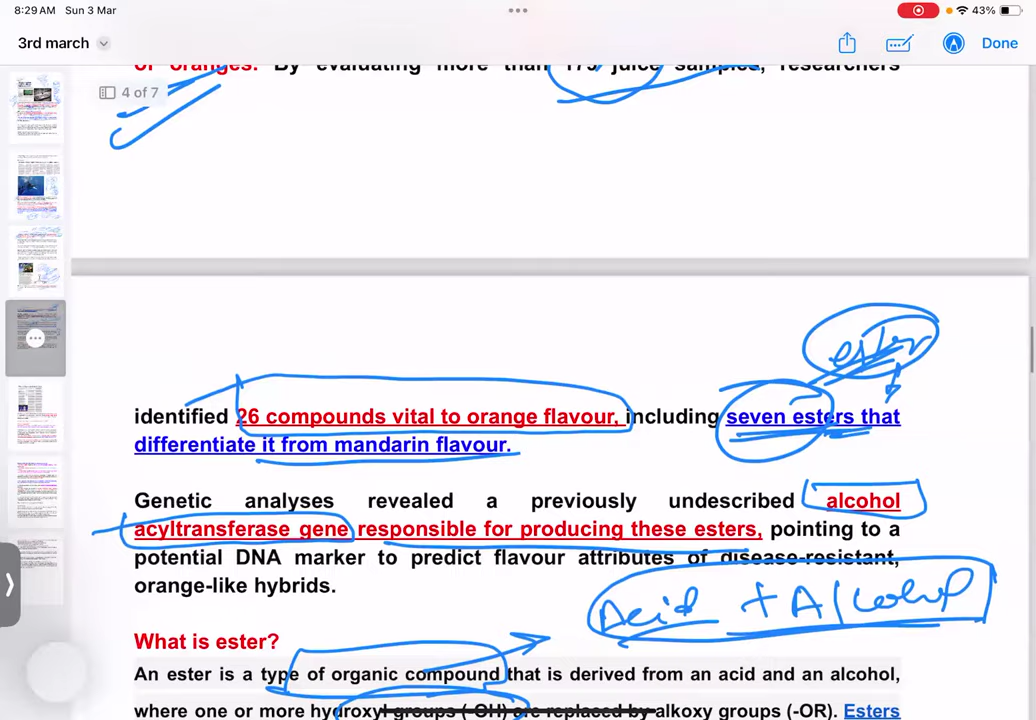 8:29 AM Sun 3 Mar
43%
3rd march
Done
of oranges. By evaluating more than 179 juice samples, researchers
4 of 7
ester
identified 26 compounds vital to orange flavour, including seven esters that
differentiate it from mandarin flavour.
Genetic analyses revealed a previously undescribed alcohol
acyltransferase gene responsible for producing these esters, pointing to a
potential DNA marker to predict flavour attributes of disease-resistant,
orange-like hybrids.
Acid + Alcohol
What is ester?
An ester is a type of organic compound that is derived from an acid and an alcohol,
where one or more hydroxyl groups (-OH) are replaced by alkoxy groups (-OR). Esters